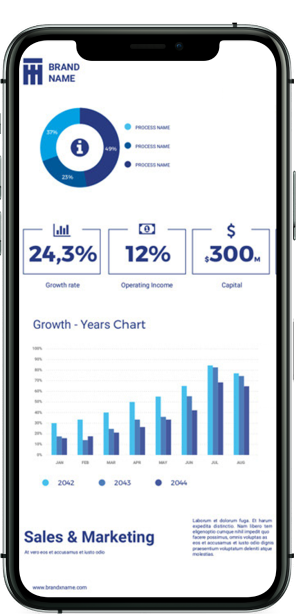 BRAND
NAME
37%
49%
23%
PROCESS NAME
PROCESS NAME
PROCESS NAME
24,3%
12%
$300M
Growth rate
Operating Income
Capital
Growth - Years Chart
100%
90%
80%
70%
60%
50%
40%
30%
20%
10%
0%
JAN
FEB
MAR
APR
MAY
JUN
JUL
AUG
2042
2043
2044
Sales & Marketing
At vero eos et accusamus et iusto odio
Laborum et dolorum fuga. Et harum
expedita distinctio. Nam libero tem
eligenoptio cumque nihil impedit quo
facere possimus, omnis voluptas as
eos et accusamus et iusto odio dignis
praesentium voluptatum deleniti atque
molestias.
www.brandxname.com